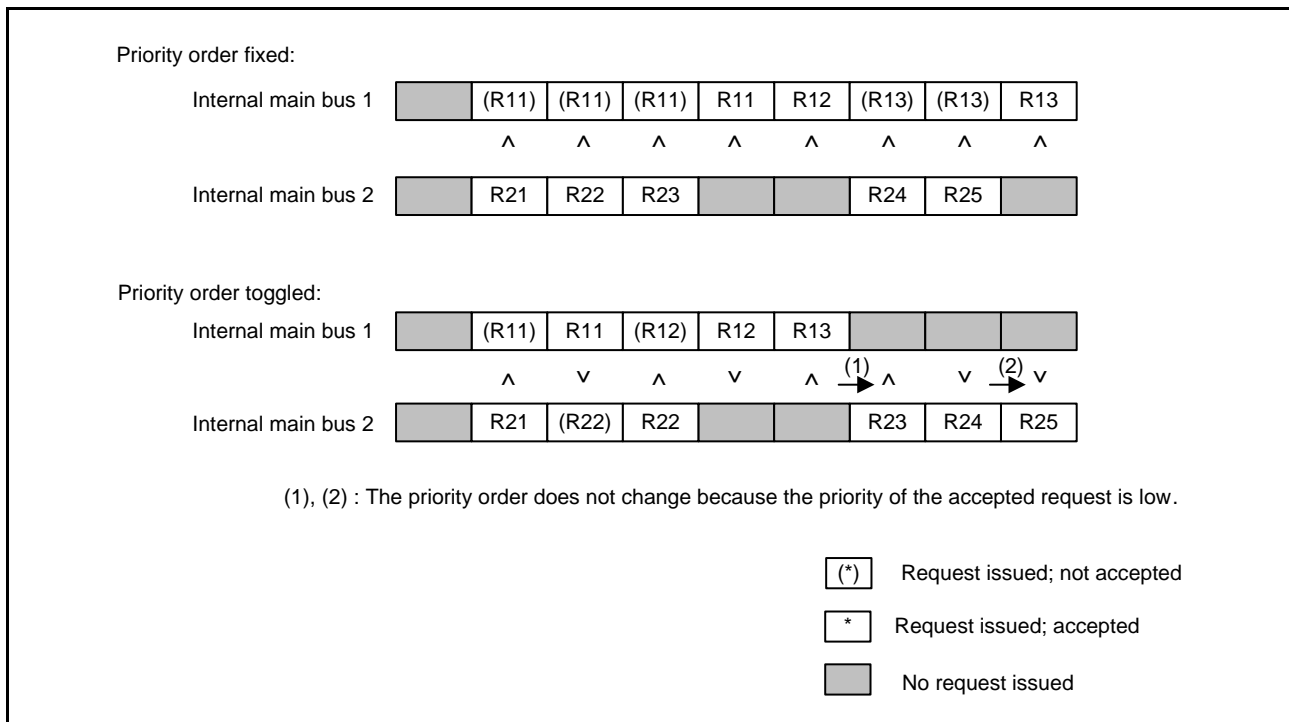 Priority order fixed:
Internal main bus 1 (R11) (R11) (R11) R11 R12 (R13) (R13) R13
^ ^ ^ ^ ^ ^ ^ ^
Internal main bus 2 R21 R22 R23 R24 R25
Priority order toggled:
Internal main bus 1 (R11) R11 (R12) R12 R13
^ v ^ v ^ (1) ^ v (2) v
Internal main bus 2 R21 (R22) R22 R23 R24 R25
(1), (2) : The priority order does not change because the priority of the accepted request is low.
(*) Request issued; not accepted
* Request issued; accepted
No request issued